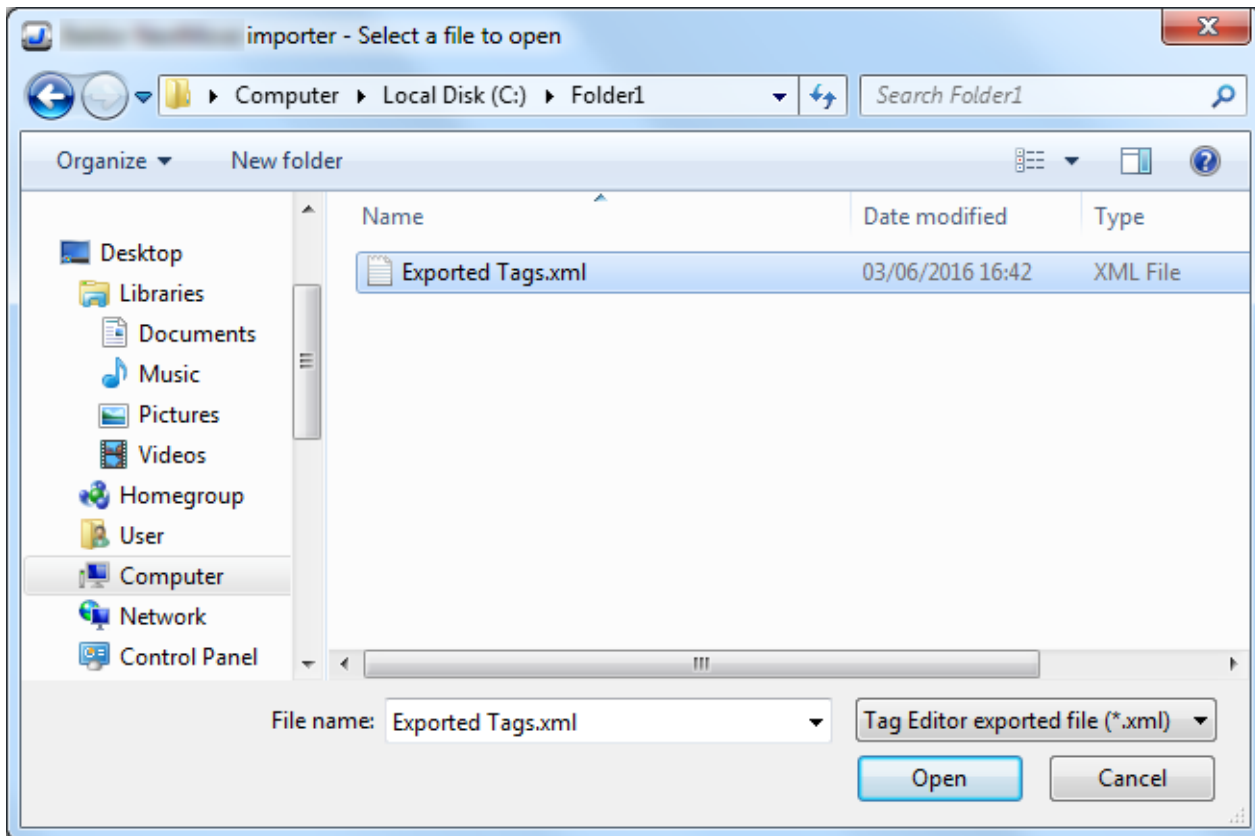 importer - Select a file to open
Computer Local Disk (C:) Folder1 Search Folder1
Organize New folder
Name Date modified Type
Exported Tags.xml 03/06/2016 16:42 XML File
Desktop
Libraries
Documents
Music
Pictures
Videos
Homegroup
User
Computer
Network
Control Panel
File name: Exported Tags.xml Tag Editor exported file (*.xml)
Open Cancel